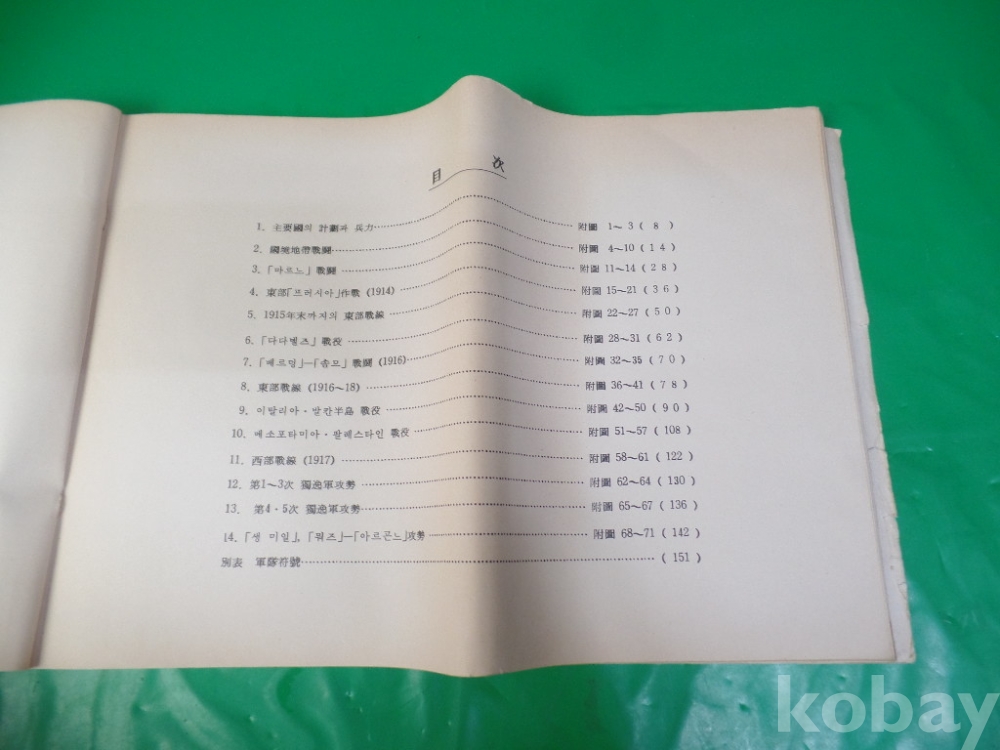 目 次
1. 主要國의 計劃과 兵力 附圖 1~3 ( 8 )
2. 國境地帶戰鬪 附圖 4~10 ( 14 )
3. 「마르느」 戰鬪 附圖 11~14 ( 28 )
4. 東部「프러시아」作戰 (1914) 附圖 15~21 ( 36 )
5. 1915年末까지의 東部戰線 附圖 22~27 ( 50 )
6. 「다다넬즈」 戰役 附圖 28~31 ( 62 )
7. 「베르덩」—「솜므」 戰鬪 (1916) 附圖 32~35 ( 70 )
8. 東部戰線 (1916~18) 附圖 36~41 ( 78 )
9. 이딸리아·발칸半島 戰役 附圖 42~50 ( 90 )
10. 메소포타미아·팔레스타인 戰役 附圖 51~57 ( 108 )
11. 西部戰線 (1917) 附圖 58~61 ( 122 )
12. 第1~3次 獨逸軍攻勢 附圖 62~64 ( 130 )
13. 第4·5次 獨逸軍攻勢 附圖 65~67 ( 136 )
14. 「쌩 미일」, 「뮈즈」—「아르곤느」攻勢 附圖 68~71 ( 142 )
別表 軍隊符號 ( 151 )
kobay